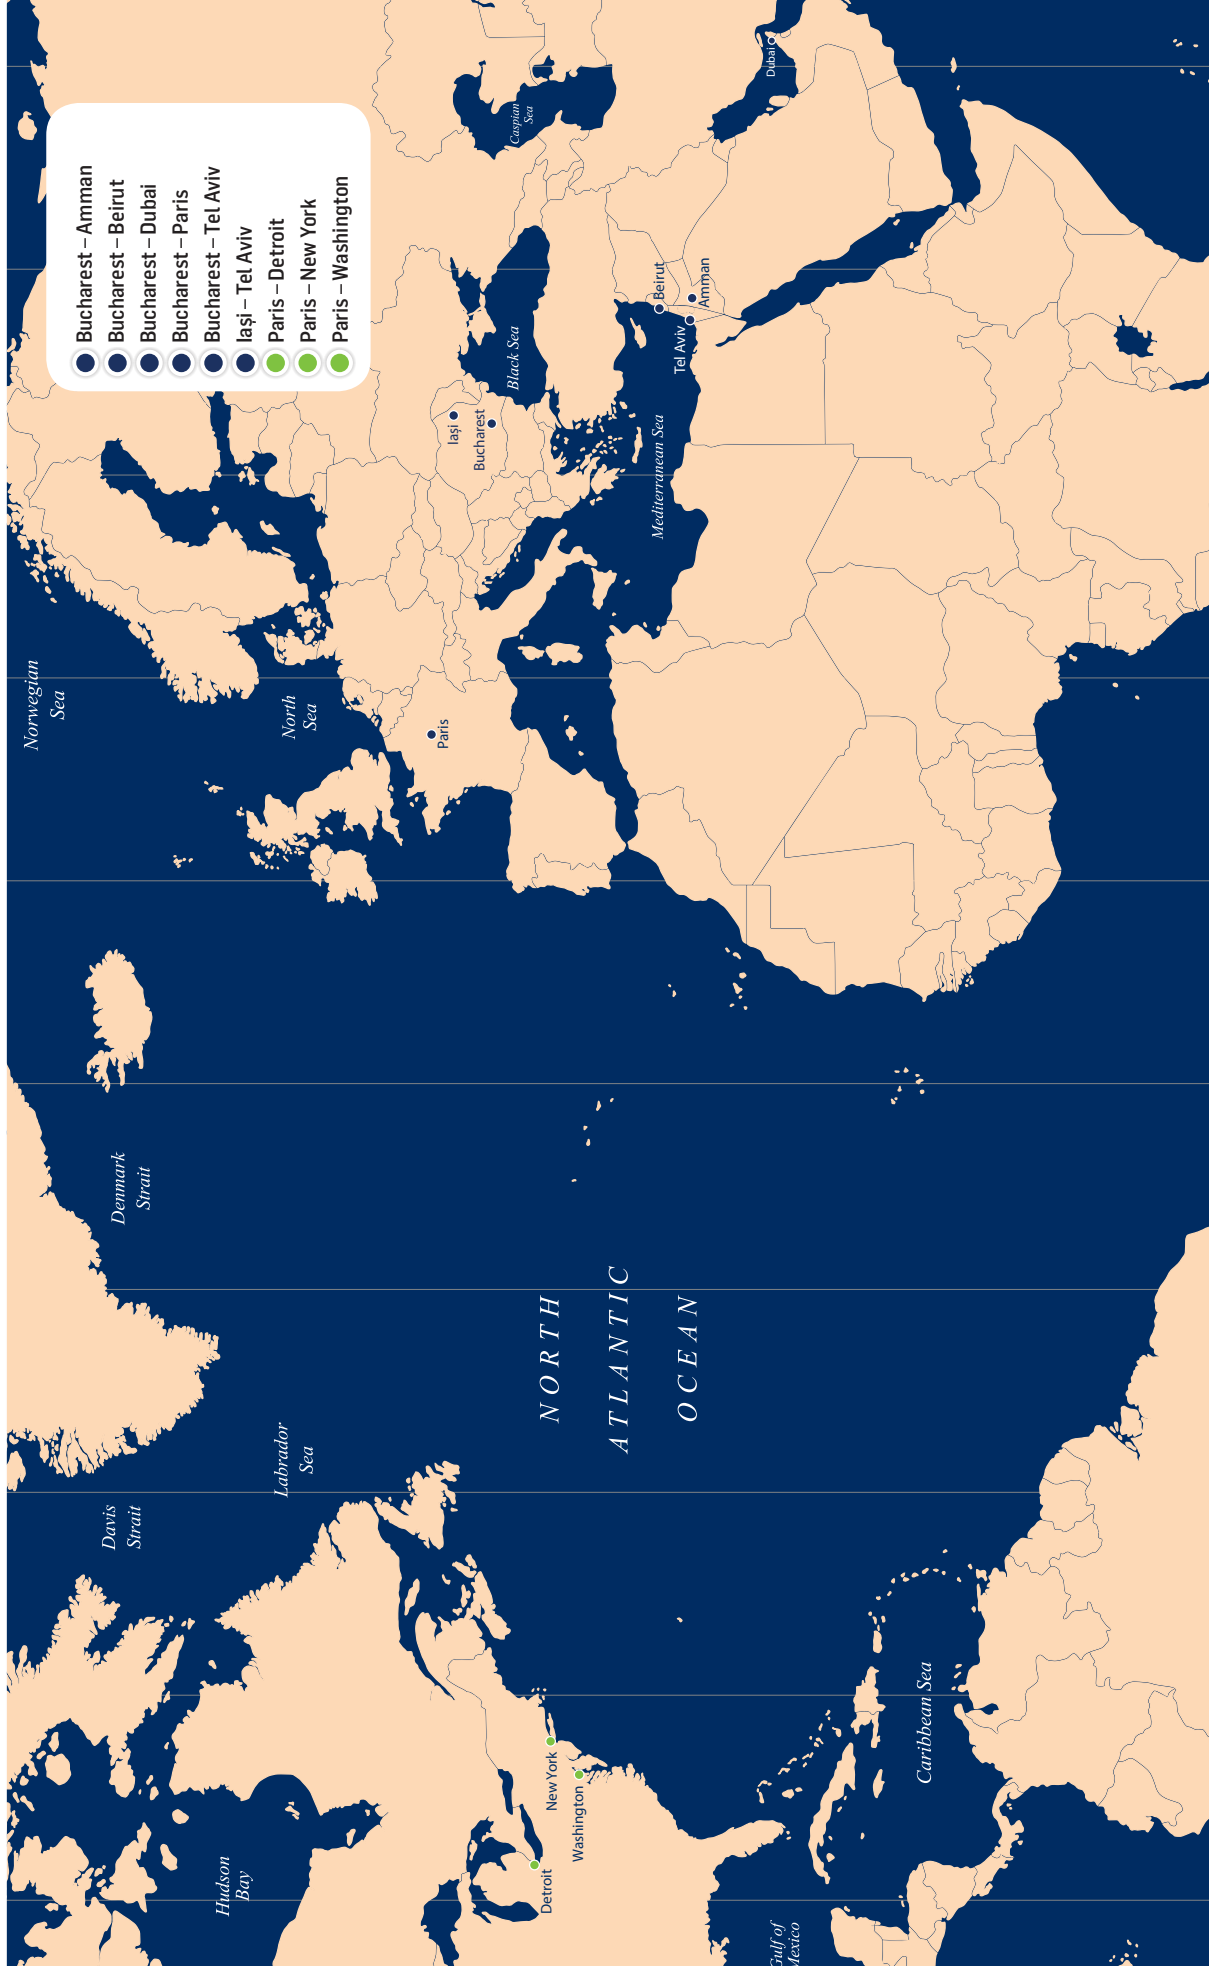 Bucharest – Amman
Bucharest – Beirut
Bucharest – Dubai
Bucharest – Paris
Bucharest – Tel Aviv
Iași – Tel Aviv
Paris – Detroit
Paris – New York
Paris – Washington
Hudson
Bay
Davis
Strait
Labrador
Sea
Denmark
Strait
Norwegian
Sea
North
Sea
Paris
Iași
Bucharest
Black Sea
Caspian
Sea
Mediterranean Sea
Beirut
Tel Aviv
Amman
Dubai
NORTH
ATLANTIC
OCEAN
Detroit
New York
Washington
Gulf of
Mexico
Caribbean Sea